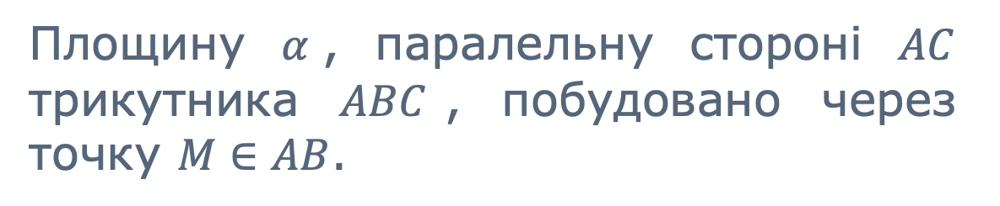 Площину α , паралельну стороні AC
трикутника ABC , побудовано через
точку M ∈ AB.